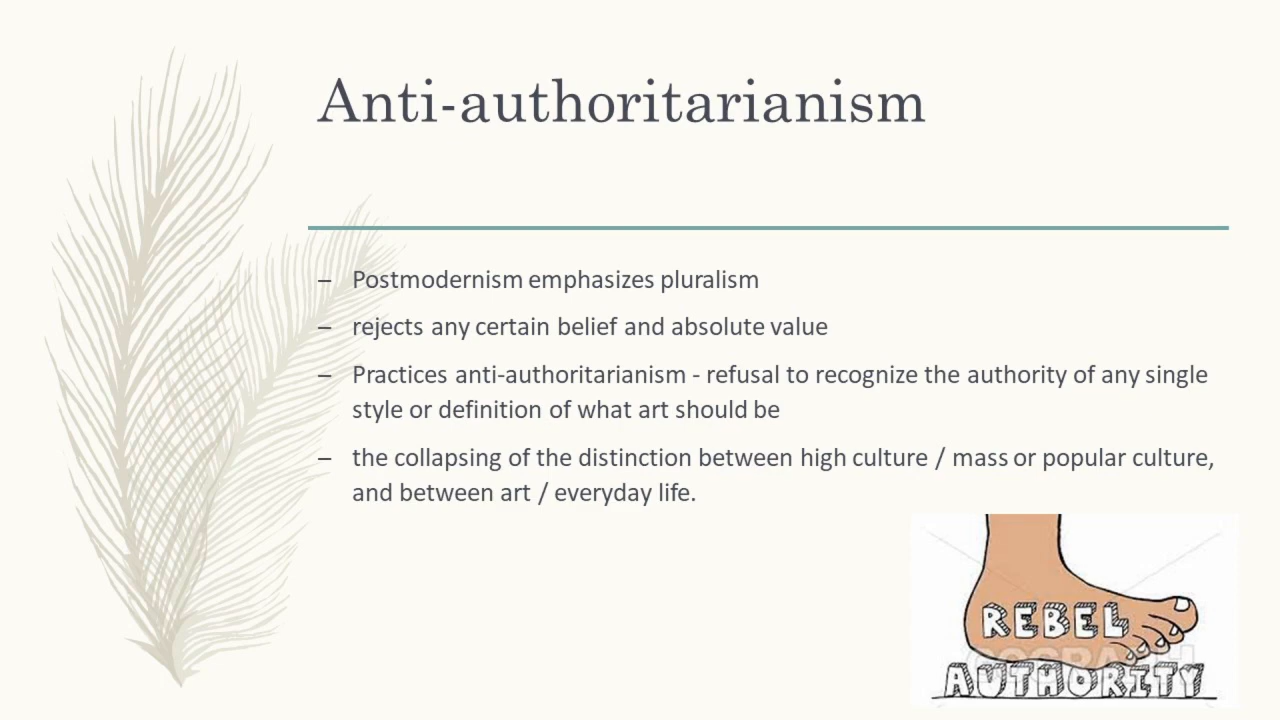 Anti-authoritarianism
– Postmodernism emphasizes pluralism
– rejects any certain belief and absolute value
– Practices anti-authoritarianism - refusal to recognize the authority of any single
style or definition of what art should be
– the collapsing of the distinction between high culture / mass or popular culture,
and between art / everyday life.
REBEL
AUTHORITY